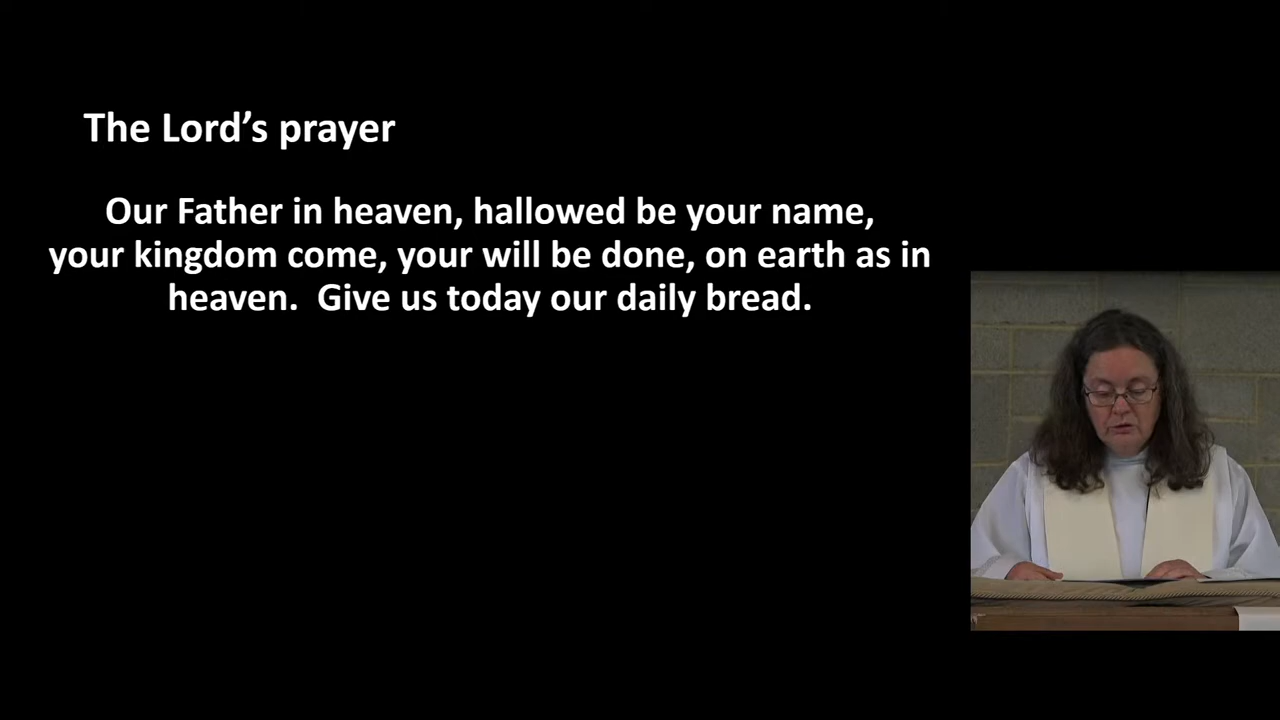 The Lord’s prayer
Our Father in heaven, hallowed be your name,
your kingdom come, your will be done, on earth as in
heaven.  Give us today our daily bread.